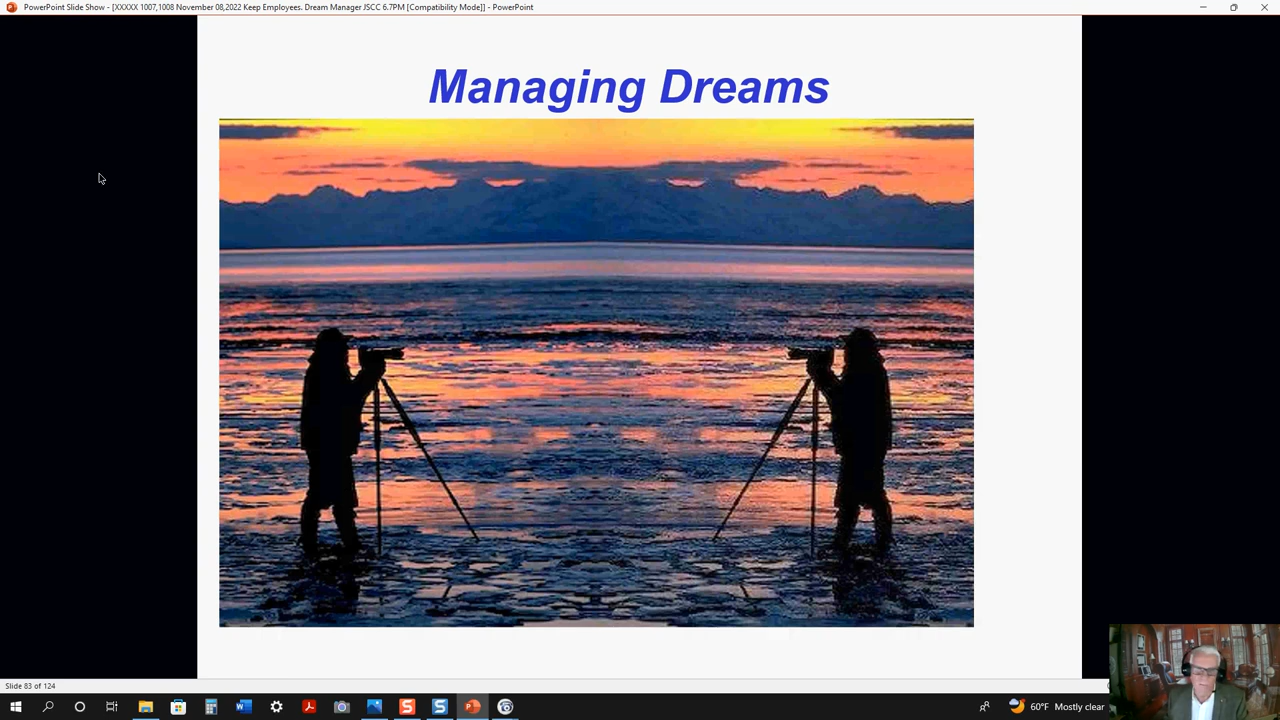 PowerPoint Slide Show - [XXXXX 1007,1008 November 08,2022 Keep Employees. Dream Manager JSCC 6.7PM [Compatibility Mode]] - PowerPoint
Managing Dreams
Slide 83 of 124
60°F Mostly clear